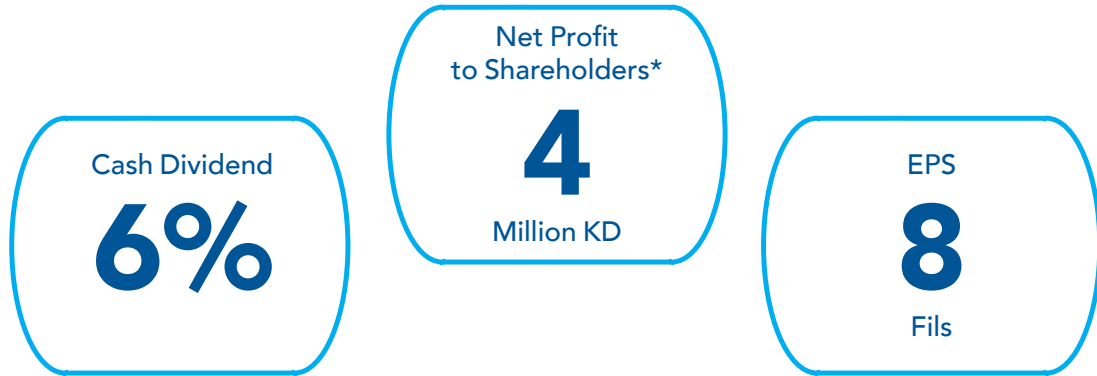 Cash Dividend
6%
Net Profit
to Shareholders*
4
Million KD
EPS
8
Fils